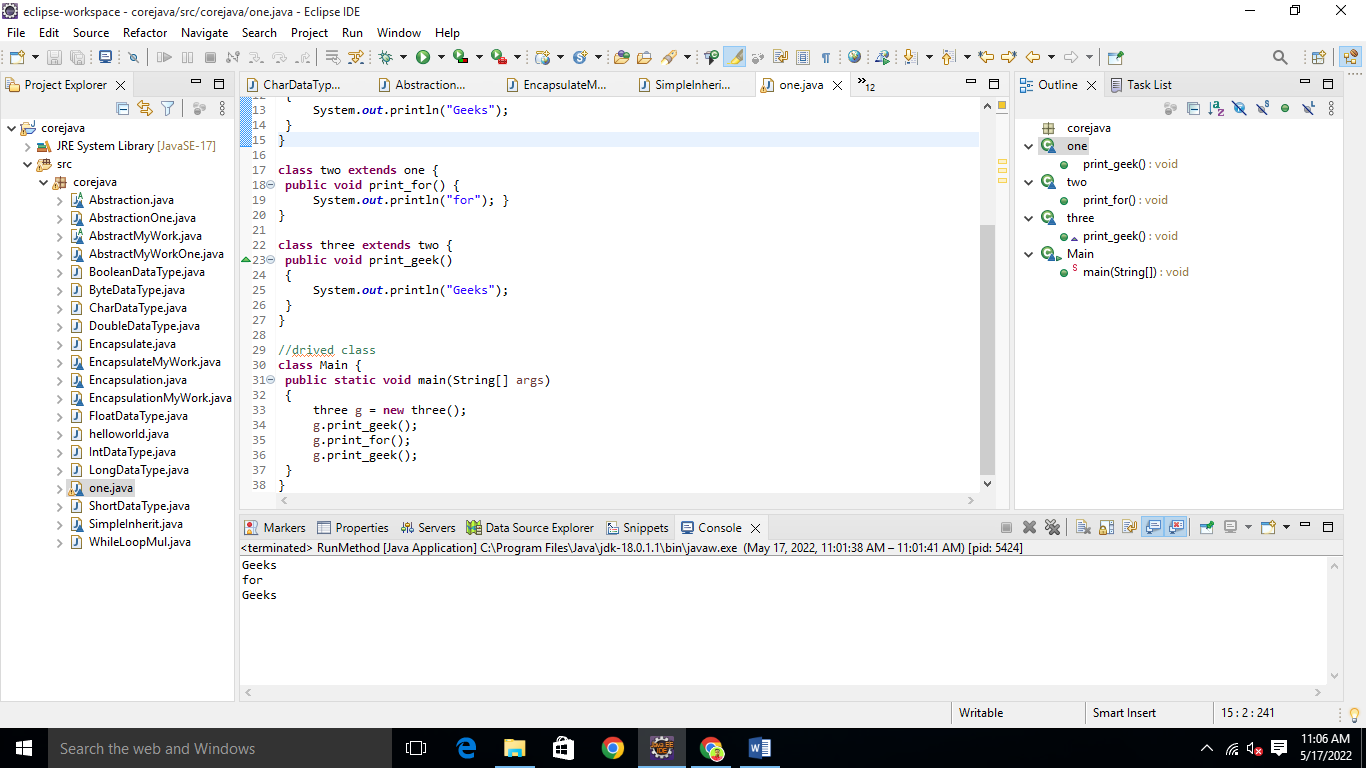 eclipse-workspace - corejava/src/corejava/one.java - Eclipse IDE
File Edit Source Refactor Navigate Search Project Run Window Help
Project Explorer
corejava
JRE System Library [JavaSE-17]
src
corejava
Abstraction.java
AbstractionOne.java
AbstractMyWork.java
AbstractMyWorkOne.java
BooleanDataType.java
ByteDataType.java
CharDataType.java
DoubleDataType.java
Encapsulate.java
EncapsulateMyWork.java
Encapsulation.java
EncapsulationMyWork.java
FloatDataType.java
helloworld.java
IntDataType.java
LongDataType.java
one.java
ShortDataType.java
SimpleInherit.java
WhileLoopMul.java
CharDataTyp... Abstraction... EncapsulateM... SimpleInheri... one.java »12
12 {
13 System.out.println("Geeks");
14 }
15 }
16
17 class two extends one {
18 public void print_for() {
19 System.out.println("for"); }
20 }
21
22 class three extends two {
23 public void print_geek()
24 {
25 System.out.println("Geeks");
26 }
27 }
28
29 //drived class
30 class Main {
31 public static void main(String[] args)
32 {
33 three g = new three();
34 g.print_geek();
35 g.print_for();
36 g.print_geek();
37 }
38 }
Outline Task List
corejava
one
print_geek() : void
two
print_for() : void
three
print_geek() : void
Main
main(String[]) : void
Markers Properties Servers Data Source Explorer Snippets Console
<terminated> RunMethod [Java Application] C:\Program Files\Java\jdk-18.0.1.1\bin\javaw.exe (May 17, 2022, 11:01:38 AM – 11:01:41 AM) [pid: 5424]
Geeks
for
Geeks
Writable Smart Insert 15 : 2 : 241
Search the web and Windows
11:06 AM
5/17/2022